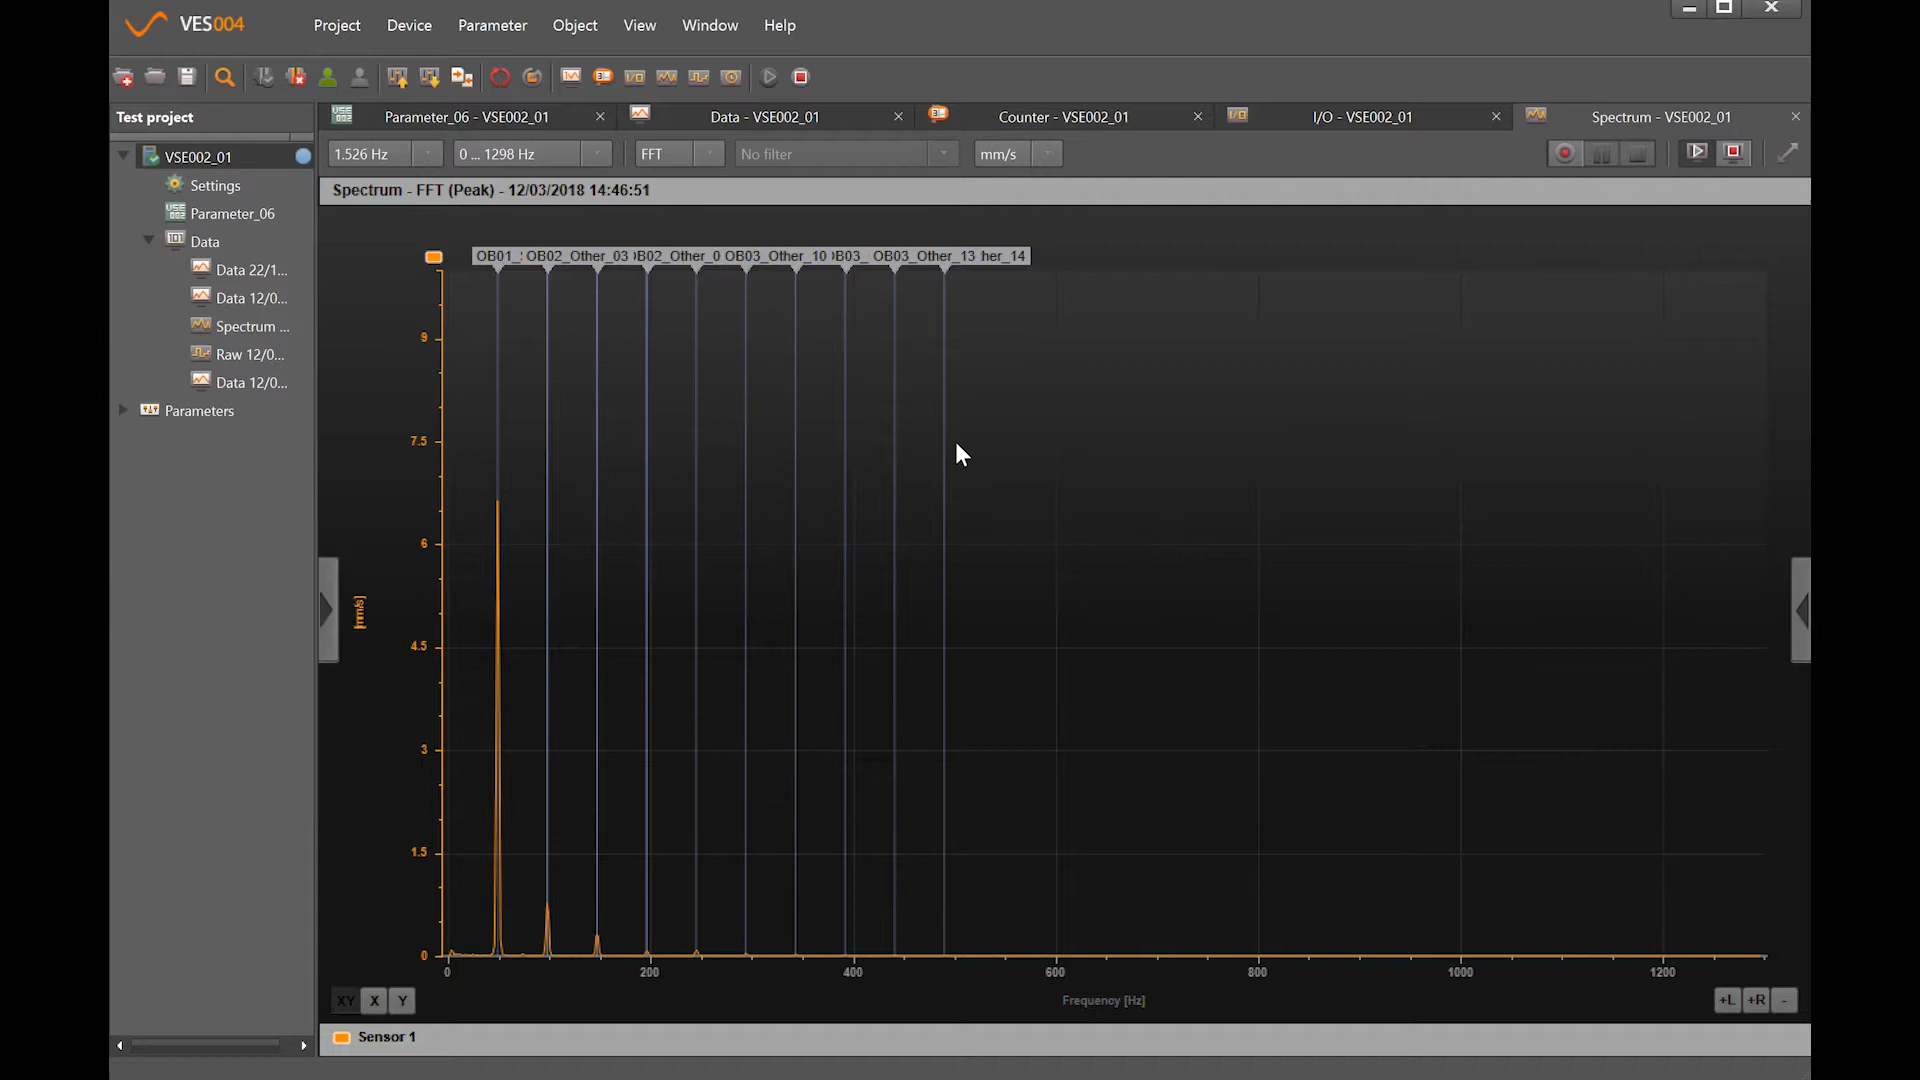 VES004
Project Device Parameter Object View Window Help
Test project
Parameter_06 - VSE002_01
Data - VSE002_01
Counter - VSE002_01
I/O - VSE002_01
Spectrum - VSE002_01
VSE002_01
1.526 Hz
0 ... 1298 Hz
FFT
No filter
mm/s
Settings
Parameter_06
Data
Data 22/1...
Data 12/0...
Spectrum ...
Raw 12/0...
Data 12/0...
Parameters
Spectrum - FFT (Peak) - 12/03/2018 14:46:51
OB01_ OB02_Other_03 B02_Other_0 OB03_Other_10 B03_ OB03_Other_13 her_14
9
7.5
6
4.5
3
1.5
0
[mm/s]
0 200 400 600 800 1000 1200
Frequency [Hz]
XY X Y
+L +R -
Sensor 1